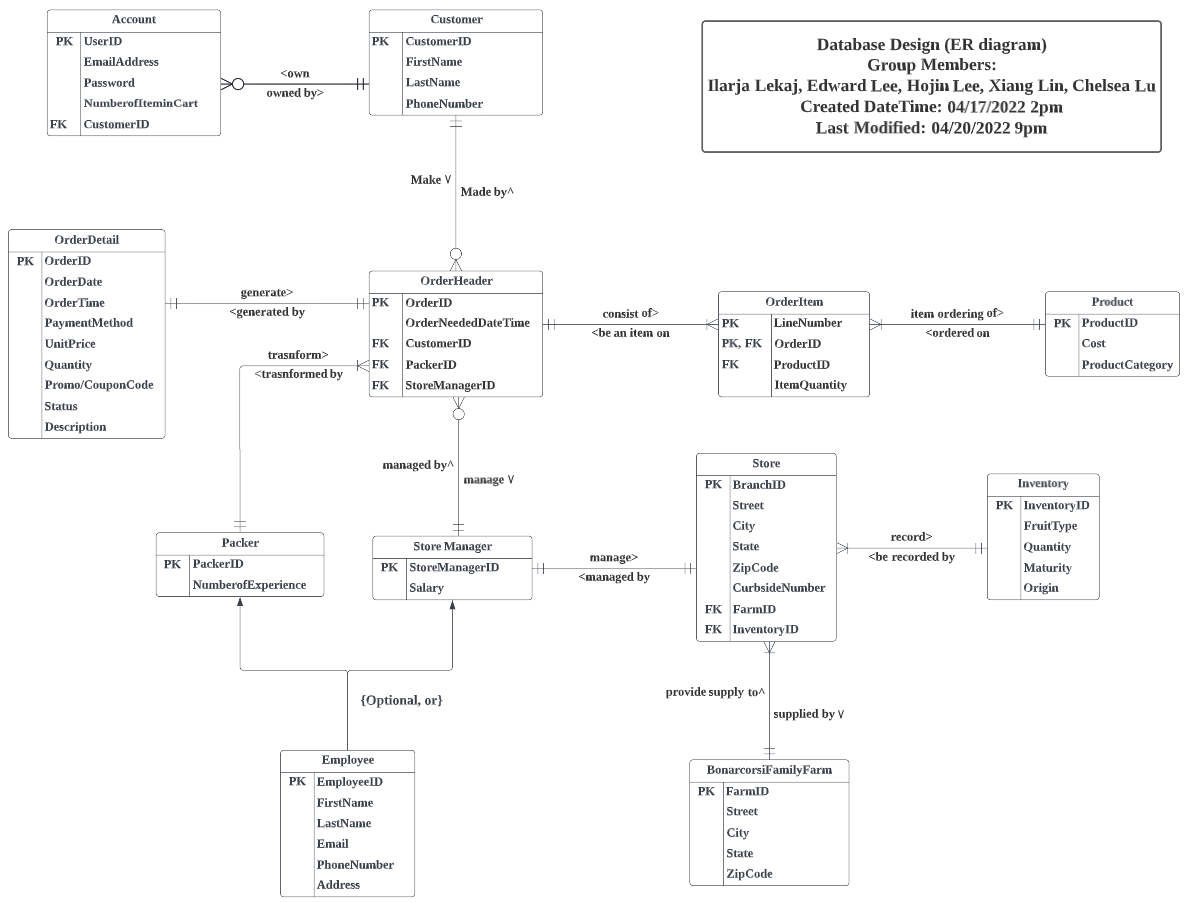 Account
PK UserID
EmailAddress
Password
NumberofIteminCart
FK CustomerID
<own
owned by>
Customer
PK CustomerID
FirstName
LastName
PhoneNumber
Database Design (ER diagram)
Group Members:
Ilarja Lekaj, Edward Lee, Hojin Lee, Xiang Lin, Chelsea Lu
Created DateTime: 04/17/2022 2pm
Last Modified: 04/20/2022 9pm
Make V
Made by^
OrderDetail
PK OrderID
OrderDate
OrderTime
PaymentMethod
UnitPrice
Quantity
Promo/CouponCode
Status
Description
generate>
<generated by
OrderHeader
PK OrderID
OrderNeededDateTime
FK CustomerID
FK PackerID
FK StoreManagerID
consist of>
<be an item on
OrderItem
PK LineNumber
PK, FK OrderID
FK ProductID
ItemQuantity
item ordering of>
<ordered on
Product
PK ProductID
Cost
ProductCategory
trasnform>
<trasnformed by
managed by^
manage V
Packer
PK PackerID
NumberofExperience
Store Manager
PK StoreManagerID
Salary
manage>
<managed by
Store
PK BranchID
Street
City
State
ZipCode
CurbsideNumber
FK FarmID
FK InventoryID
record>
<be recorded by
Inventory
PK InventoryID
FruitType
Quantity
Maturity
Origin
{Optional, or}
provide supply to^
supplied by V
Employee
PK EmployeeID
FirstName
LastName
Email
PhoneNumber
Address
BonarcorsiFamilyFarm
PK FarmID
Street
City
State
ZipCode